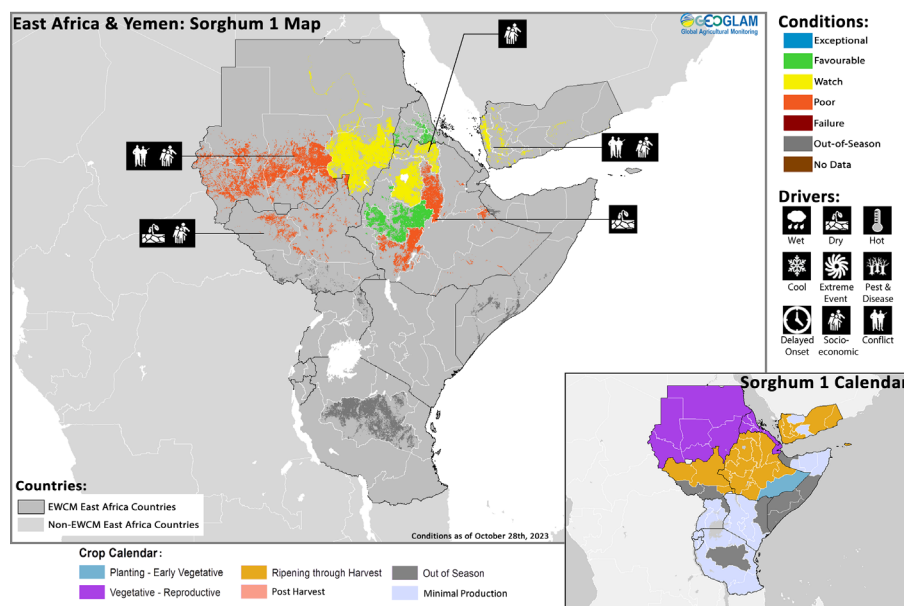 East Africa & Yemen: Sorghum 1 Map
GEOGLAM
Global Agricultural Monitoring
Conditions:
Exceptional
Favourable
Watch
Poor
Failure
Out-of-Season
No Data
Drivers:
Wet
Dry
Hot
Cool
Extreme
Event
Pest &
Disease
Delayed
Onset
Socio-
economic
Conflict
Sorghum 1 Calendar
Countries:
EWCM East Africa Countries
Non-EWCM East Africa Countries
Conditions as of October 28th, 2023
Crop Calendar:
Planting - Early Vegetative
Ripening through Harvest
Out of Season
Vegetative - Reproductive
Post Harvest
Minimal Production